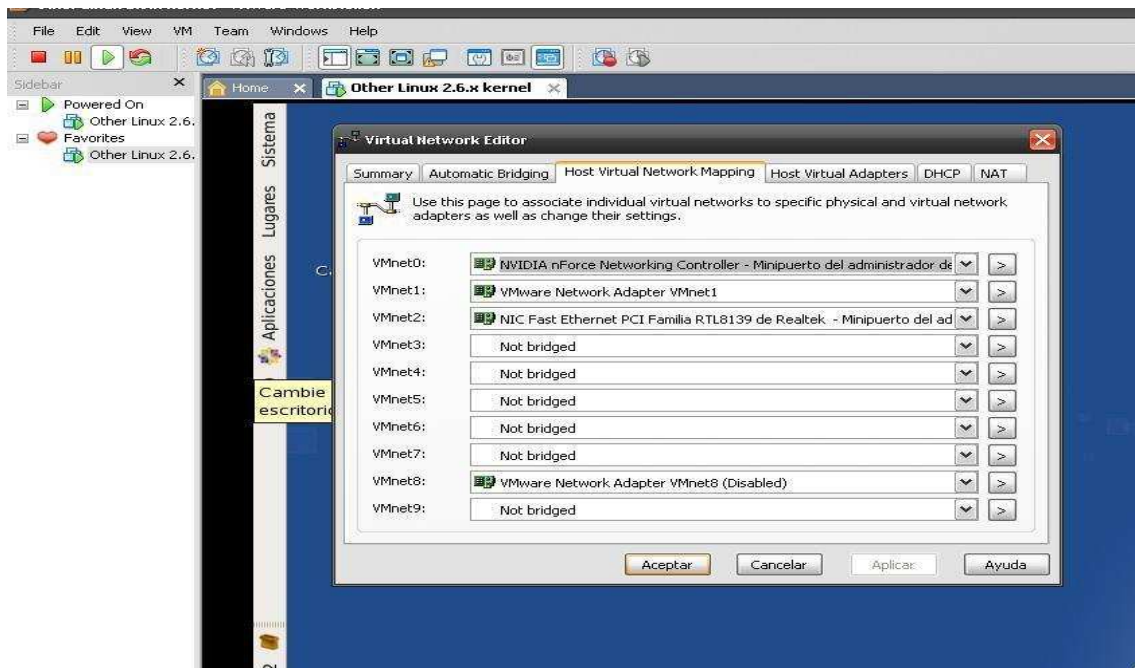 File Edit View VM Team Windows Help
Sidebar
Home
Other Linux 2.6.x kernel
Powered On
Other Linux 2.6.
Favorites
Other Linux 2.6.
Sistema
Lugares
Aplicaciones
Cambie
escritorio
Virtual Network Editor
Summary Automatic Bridging Host Virtual Network Mapping Host Virtual Adapters DHCP NAT
Use this page to associate individual virtual networks to specific physical and virtual network
adapters as well as change their settings.
VMnet0: NVIDIA nForce Networking Controller - Minipuerto del administrador de >
VMnet1: VMware Network Adapter VMnet1 >
VMnet2: NIC Fast Ethernet PCI Familia RTL8139 de Realtek - Minipuerto del ad >
VMnet3: Not bridged >
VMnet4: Not bridged >
VMnet5: Not bridged >
VMnet6: Not bridged >
VMnet7: Not bridged >
VMnet8: VMware Network Adapter VMnet8 (Disabled) >
VMnet9: Not bridged >
Aceptar Cancelar Aplicar Ayuda